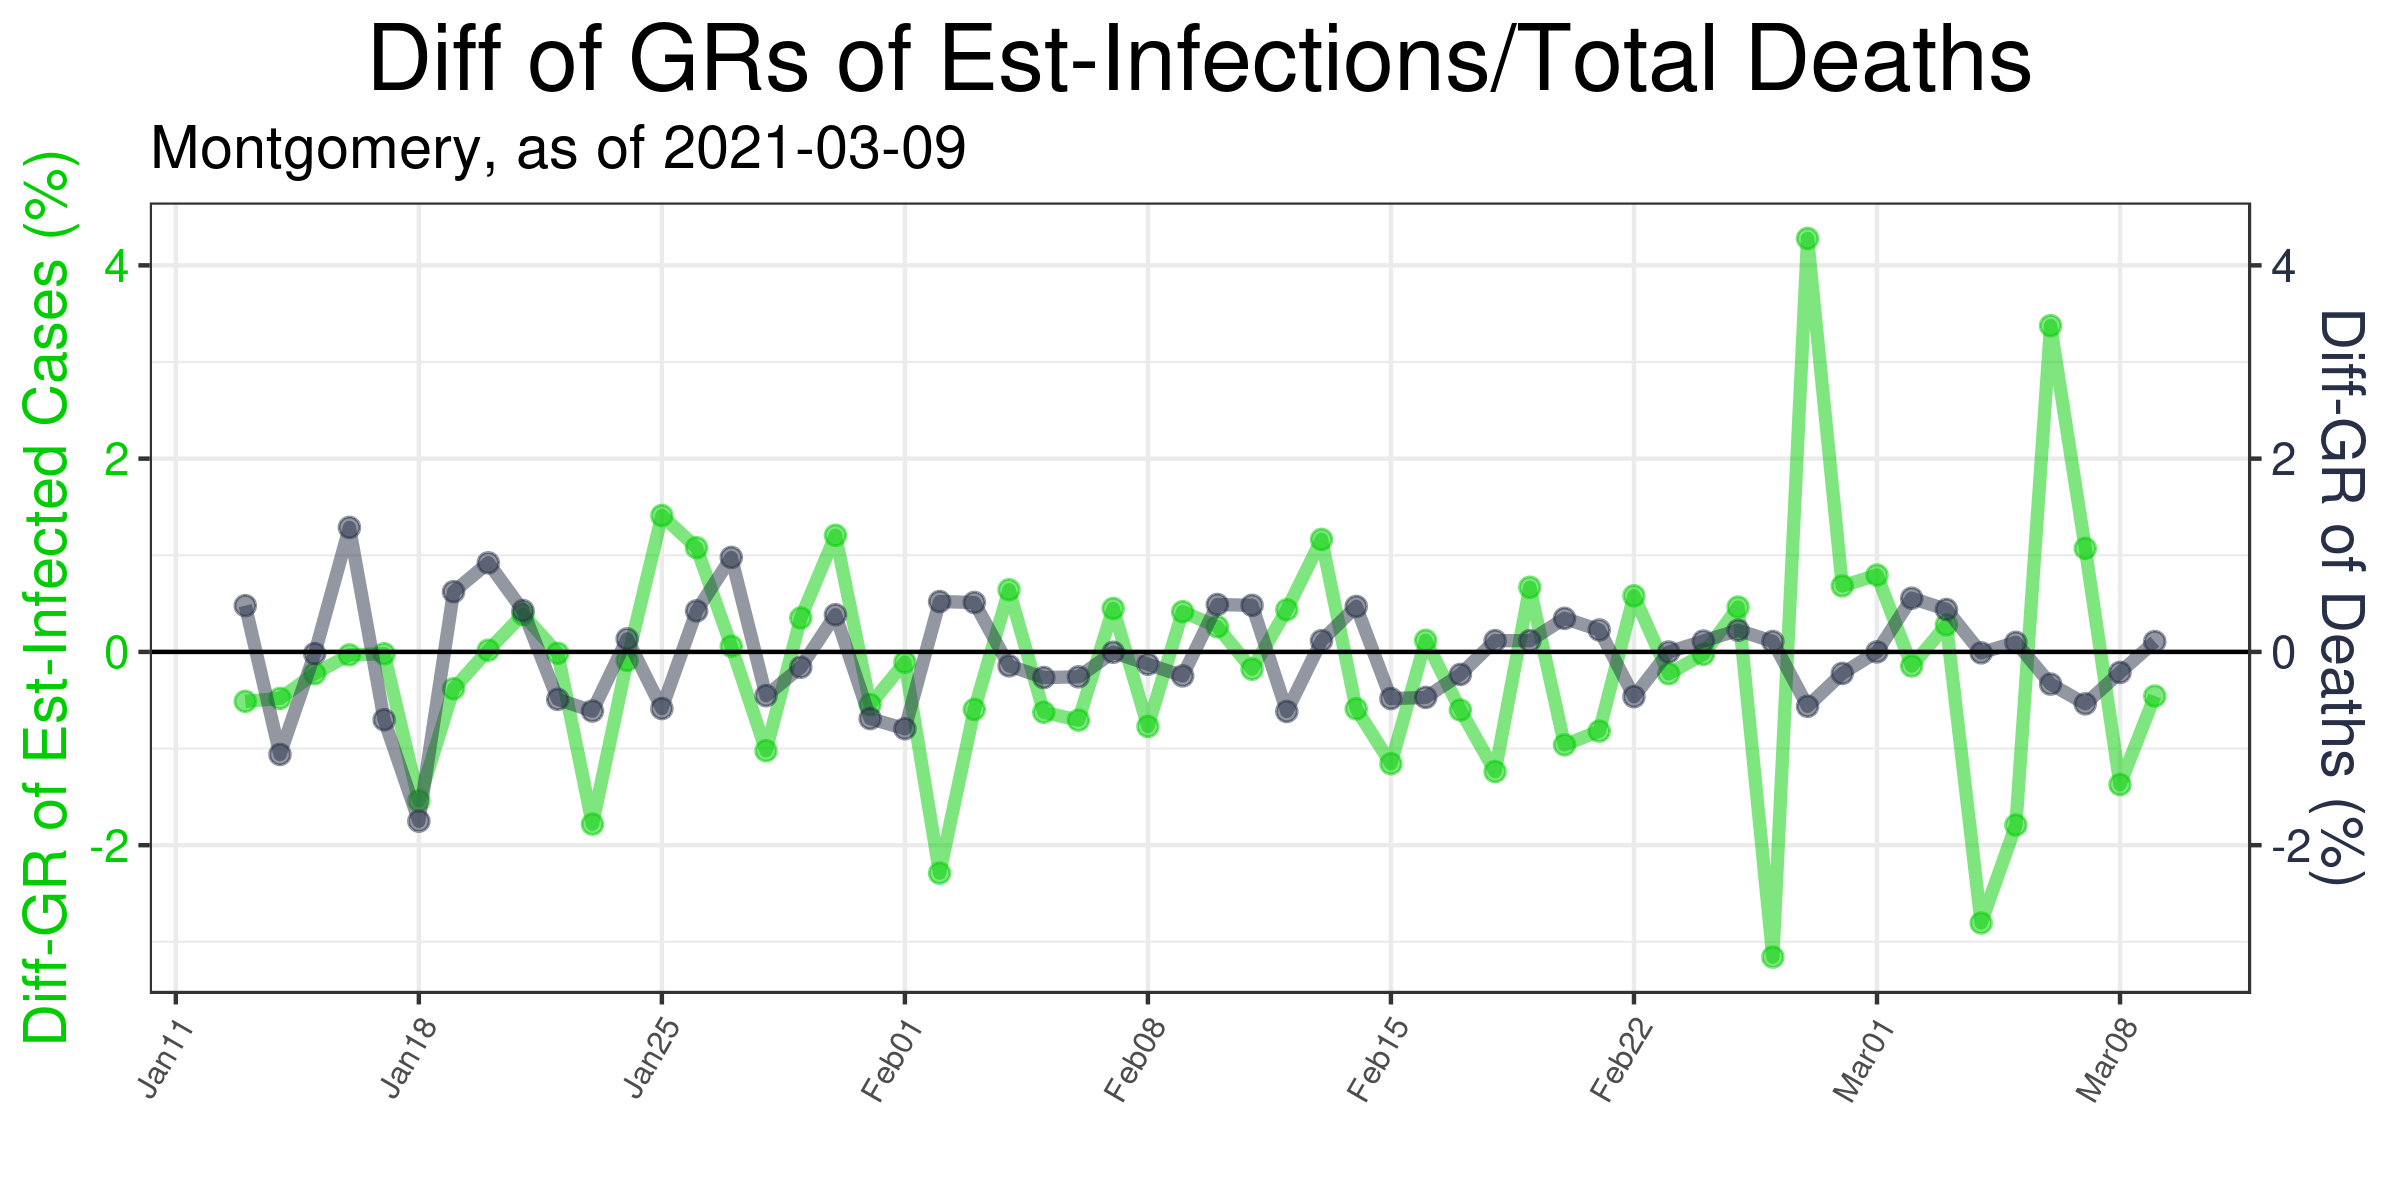 Diff of GRs of Est-Infections/Total Deaths
Montgomery, as of 2021-03-09
Diff-GR of Est-Infected Cases (%)
4
2
0
-2
4
2
0
-2
Diff-GR of Deaths (%)
Jan11
Jan18
Jan25
Feb01
Feb08
Feb15
Feb22
Mar01
Mar08